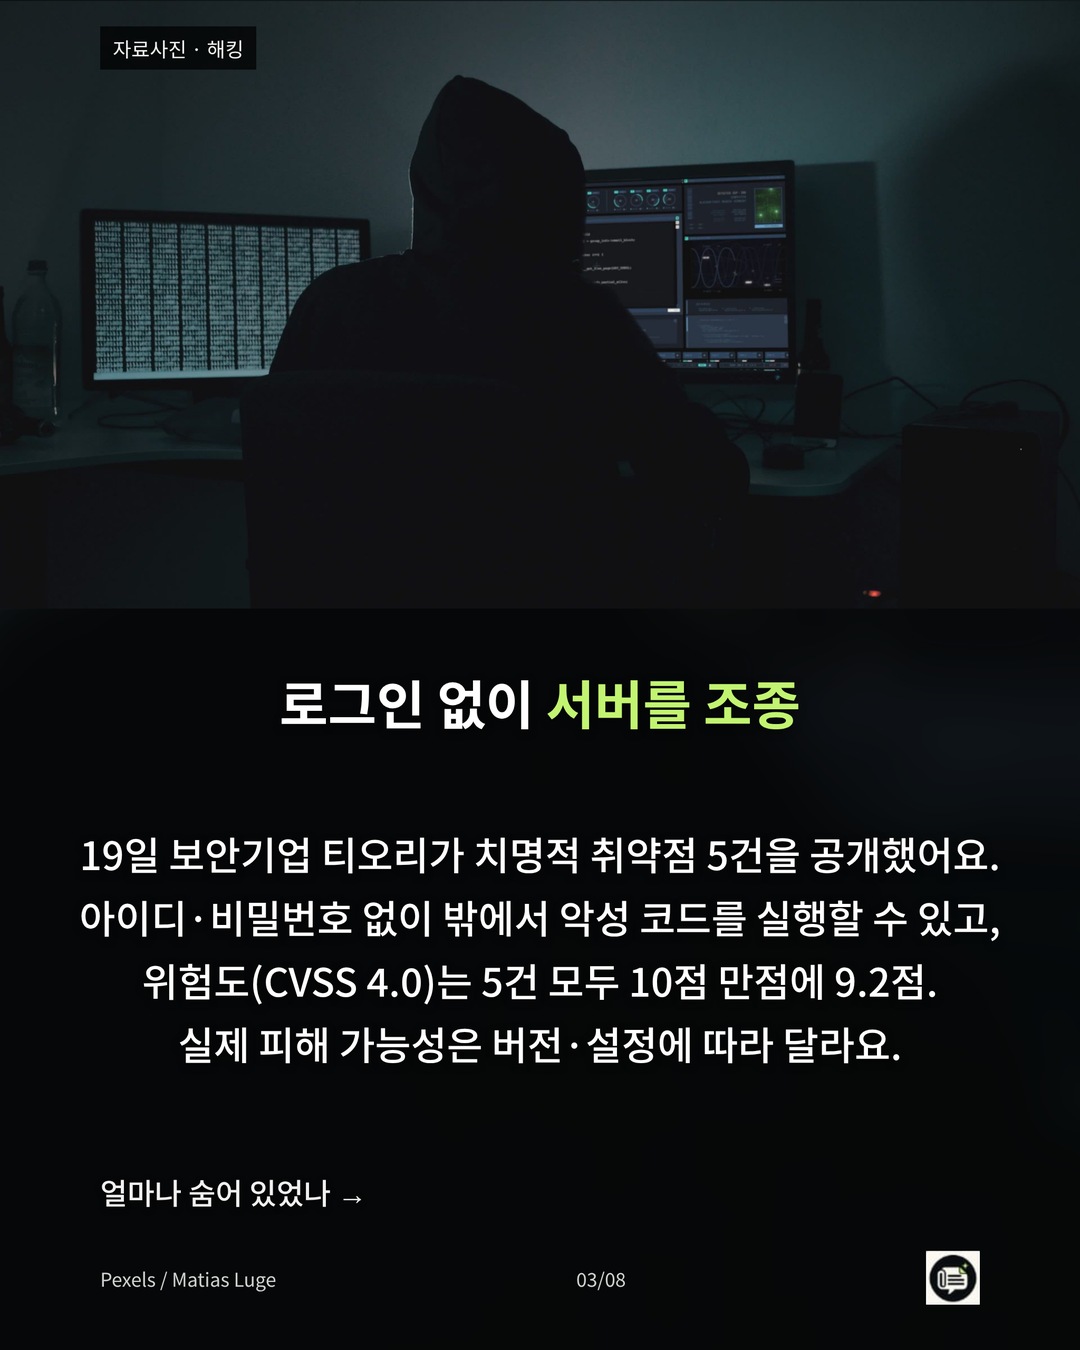 자료사진 · 해킹
로그인 없이 서버를 조종
19일 보안기업 티오리가 치명적 취약점 5건을 공개했어요.
아이디·비밀번호 없이 밖에서 악성 코드를 실행할 수 있고,
위험도(CVSS 4.0)는 5건 모두 10점 만점에 9.2점.
실제 피해 가능성은 버전·설정에 따라 달라요.
얼마나 숨어 있었나 →
Pexels / Matias Luge
03/08